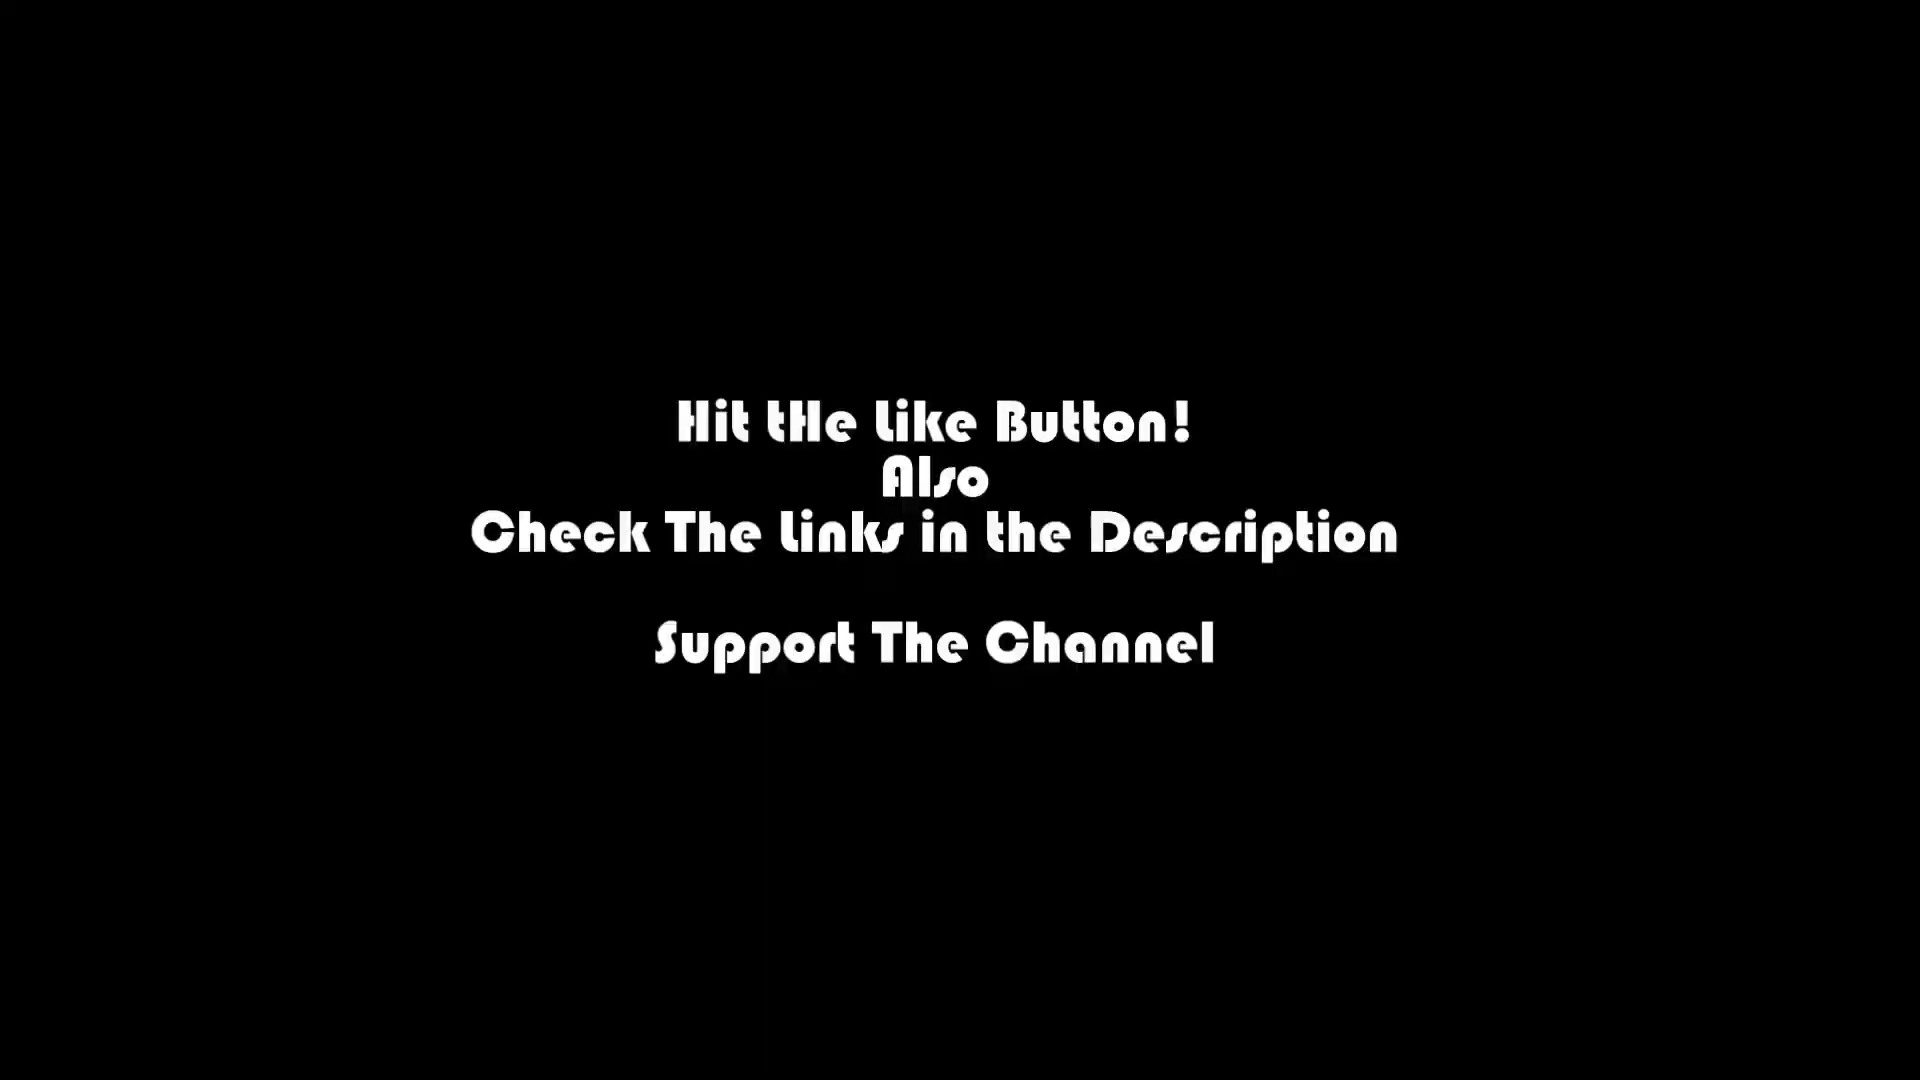 Hit tHe Like Button!
Also
Check The Links in the Description
Support The Channel